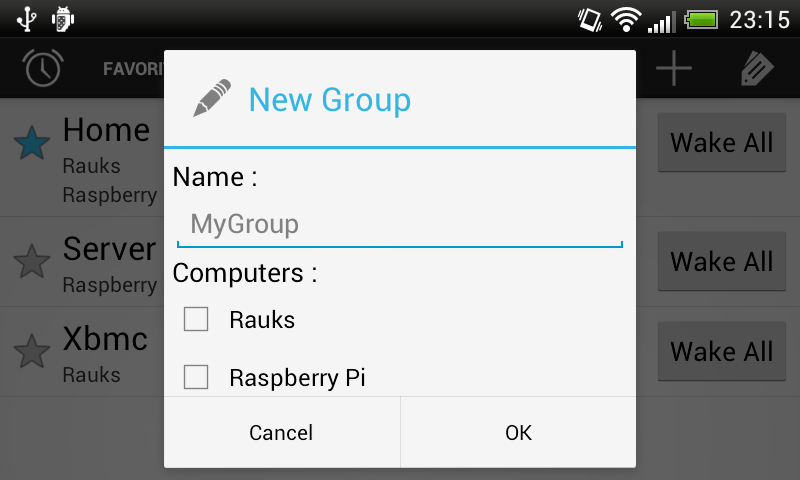 23:15
FAVORI
New Group
Name :
MyGroup
Computers :
Rauks
Raspberry Pi
Cancel
OK
Home
Rauks
Raspberry
Wake All
Server
Raspberry
Wake All
Xbmc
Rauks
Wake All